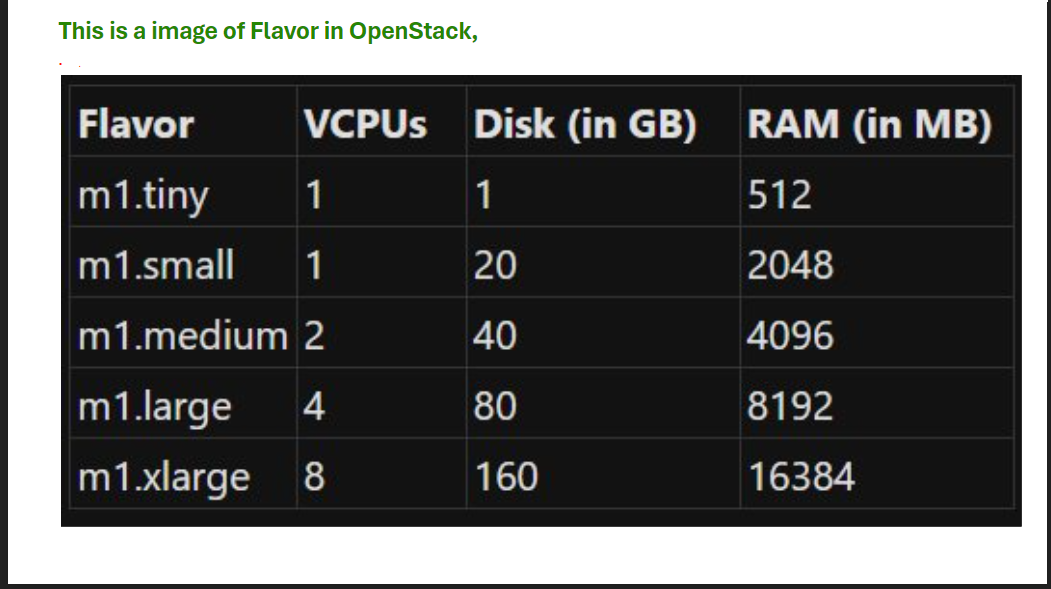 This is a image of Flavor in OpenStack,
Flavor VCPUs Disk (in GB) RAM (in MB)
m1.tiny 1 1 512
m1.small 1 20 2048
m1.medium 2 40 4096
m1.large 4 80 8192
m1.xlarge 8 160 16384